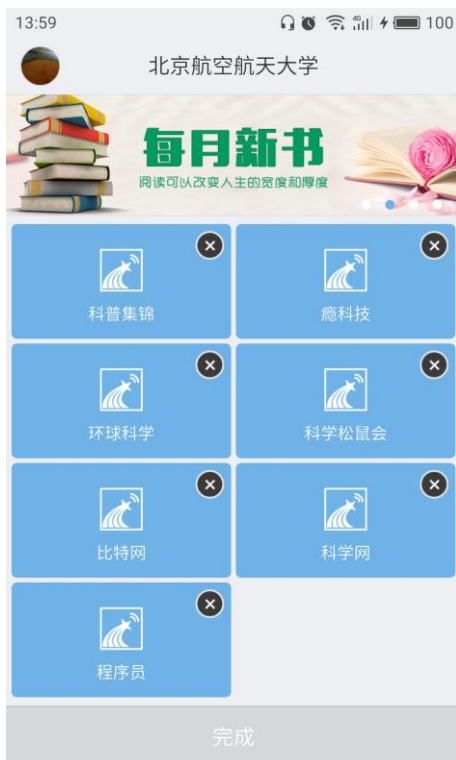 13:59
4G
100
北京航空航天大学
每月新书
阅读可以改变人生的宽度和厚度
科普集锦
瘾科技
环球科学
科学松鼠会
比特网
科学网
程序员
完成